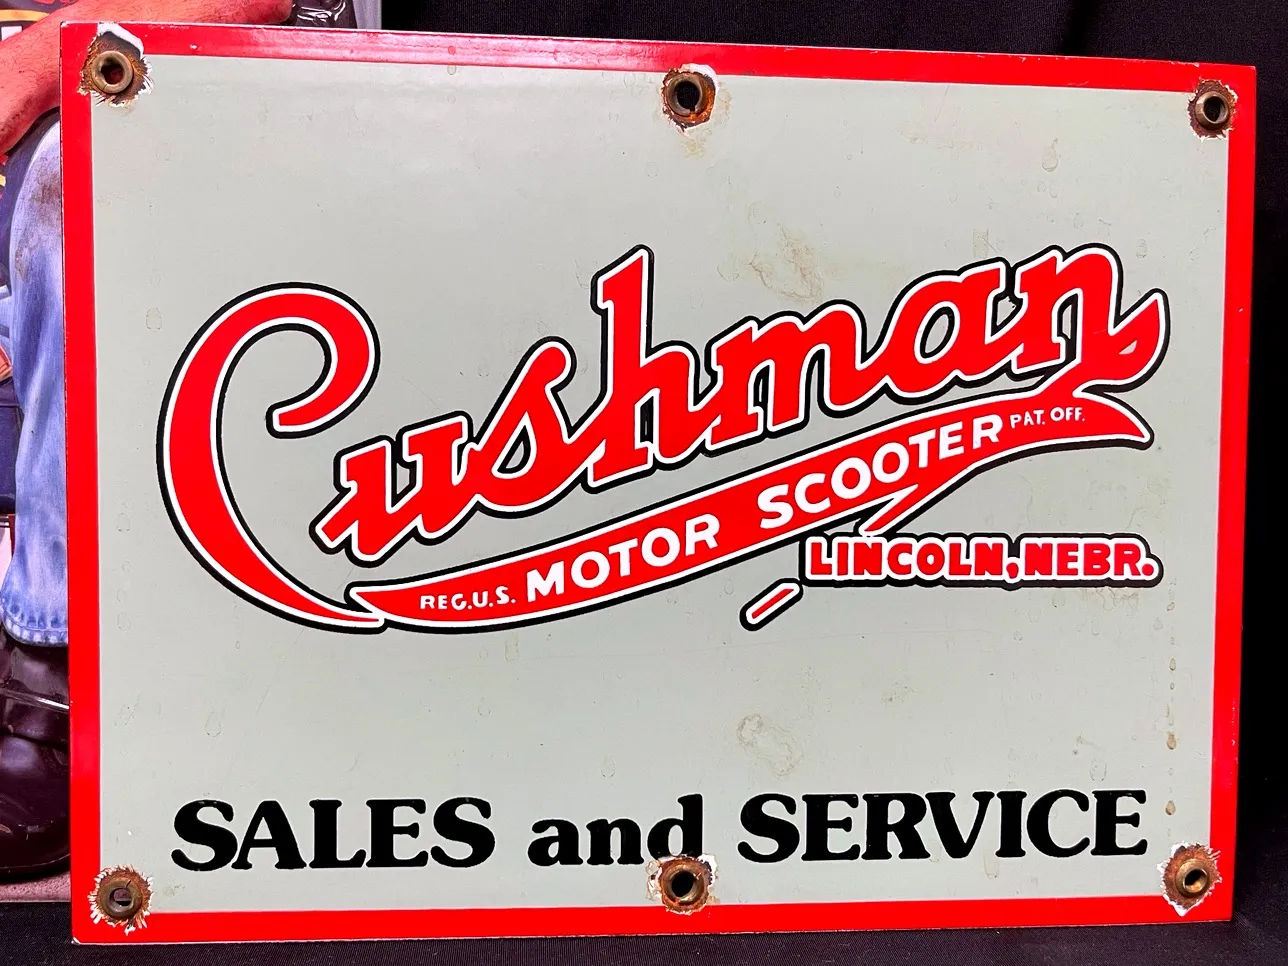 Cushman
REG.U.S. MOTOR SCOOTER PAT. OFF.
LINCOLN, NEBR.
SALES and SERVICE